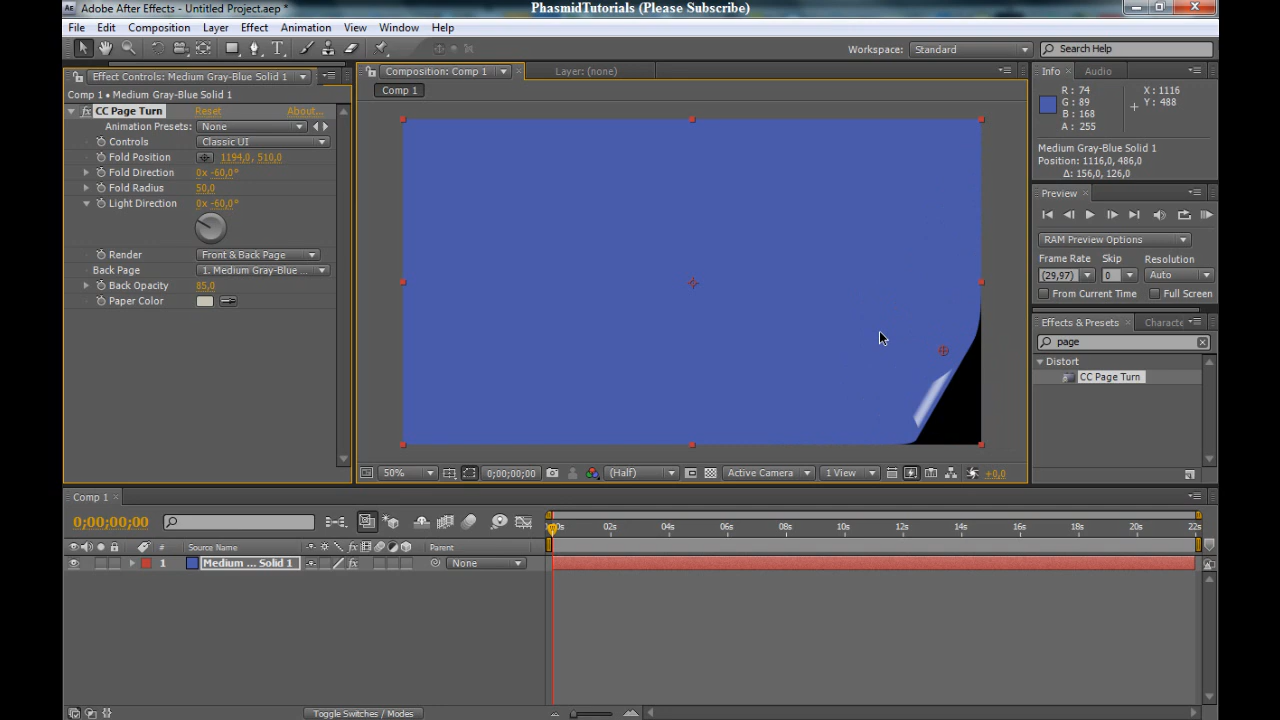 Adobe After Effects - Untitled Project.aep *
PhasmidTutorials (Please Subscribe)
File Edit Composition Layer Effect Animation View Window Help
Workspace: Standard
Search Help
Effect Controls: Medium Gray-Blue Solid 1
Comp 1 • Medium Gray-Blue Solid 1
fx CC Page Turn Reset About...
Animation Presets: None
Controls Classic UI
Fold Position 1194,0, 510,0
Fold Direction 0x -60,0°
Fold Radius 50,0
Light Direction 0x -60,0°
Render Front & Back Page
Back Page 1. Medium Gray-Blue ...
Back Opacity 85,0
Paper Color
Composition: Comp 1
Layer: (none)
Comp 1
50% 0;00;00;00 (Half) Active Camera 1 View +0,0
Info Audio
R : 74
G : 89
B : 168
A : 255
X : 1116
Y : 488
Medium Gray-Blue Solid 1
Position: 1116,0, 486,0
Δ: 156,0, 126,0
Preview
RAM Preview Options
Frame Rate Skip Resolution
(29,97) 0 Auto
From Current Time Full Screen
Effects & Presets Characte
page
Distort
CC Page Turn
Comp 1
0;00;00;00
# Source Name fx Parent
1 Medium ... Solid 1 fx None
02s 04s 06s 08s 10s 12s 14s 16s 18s 20s 22s
Toggle Switches / Modes